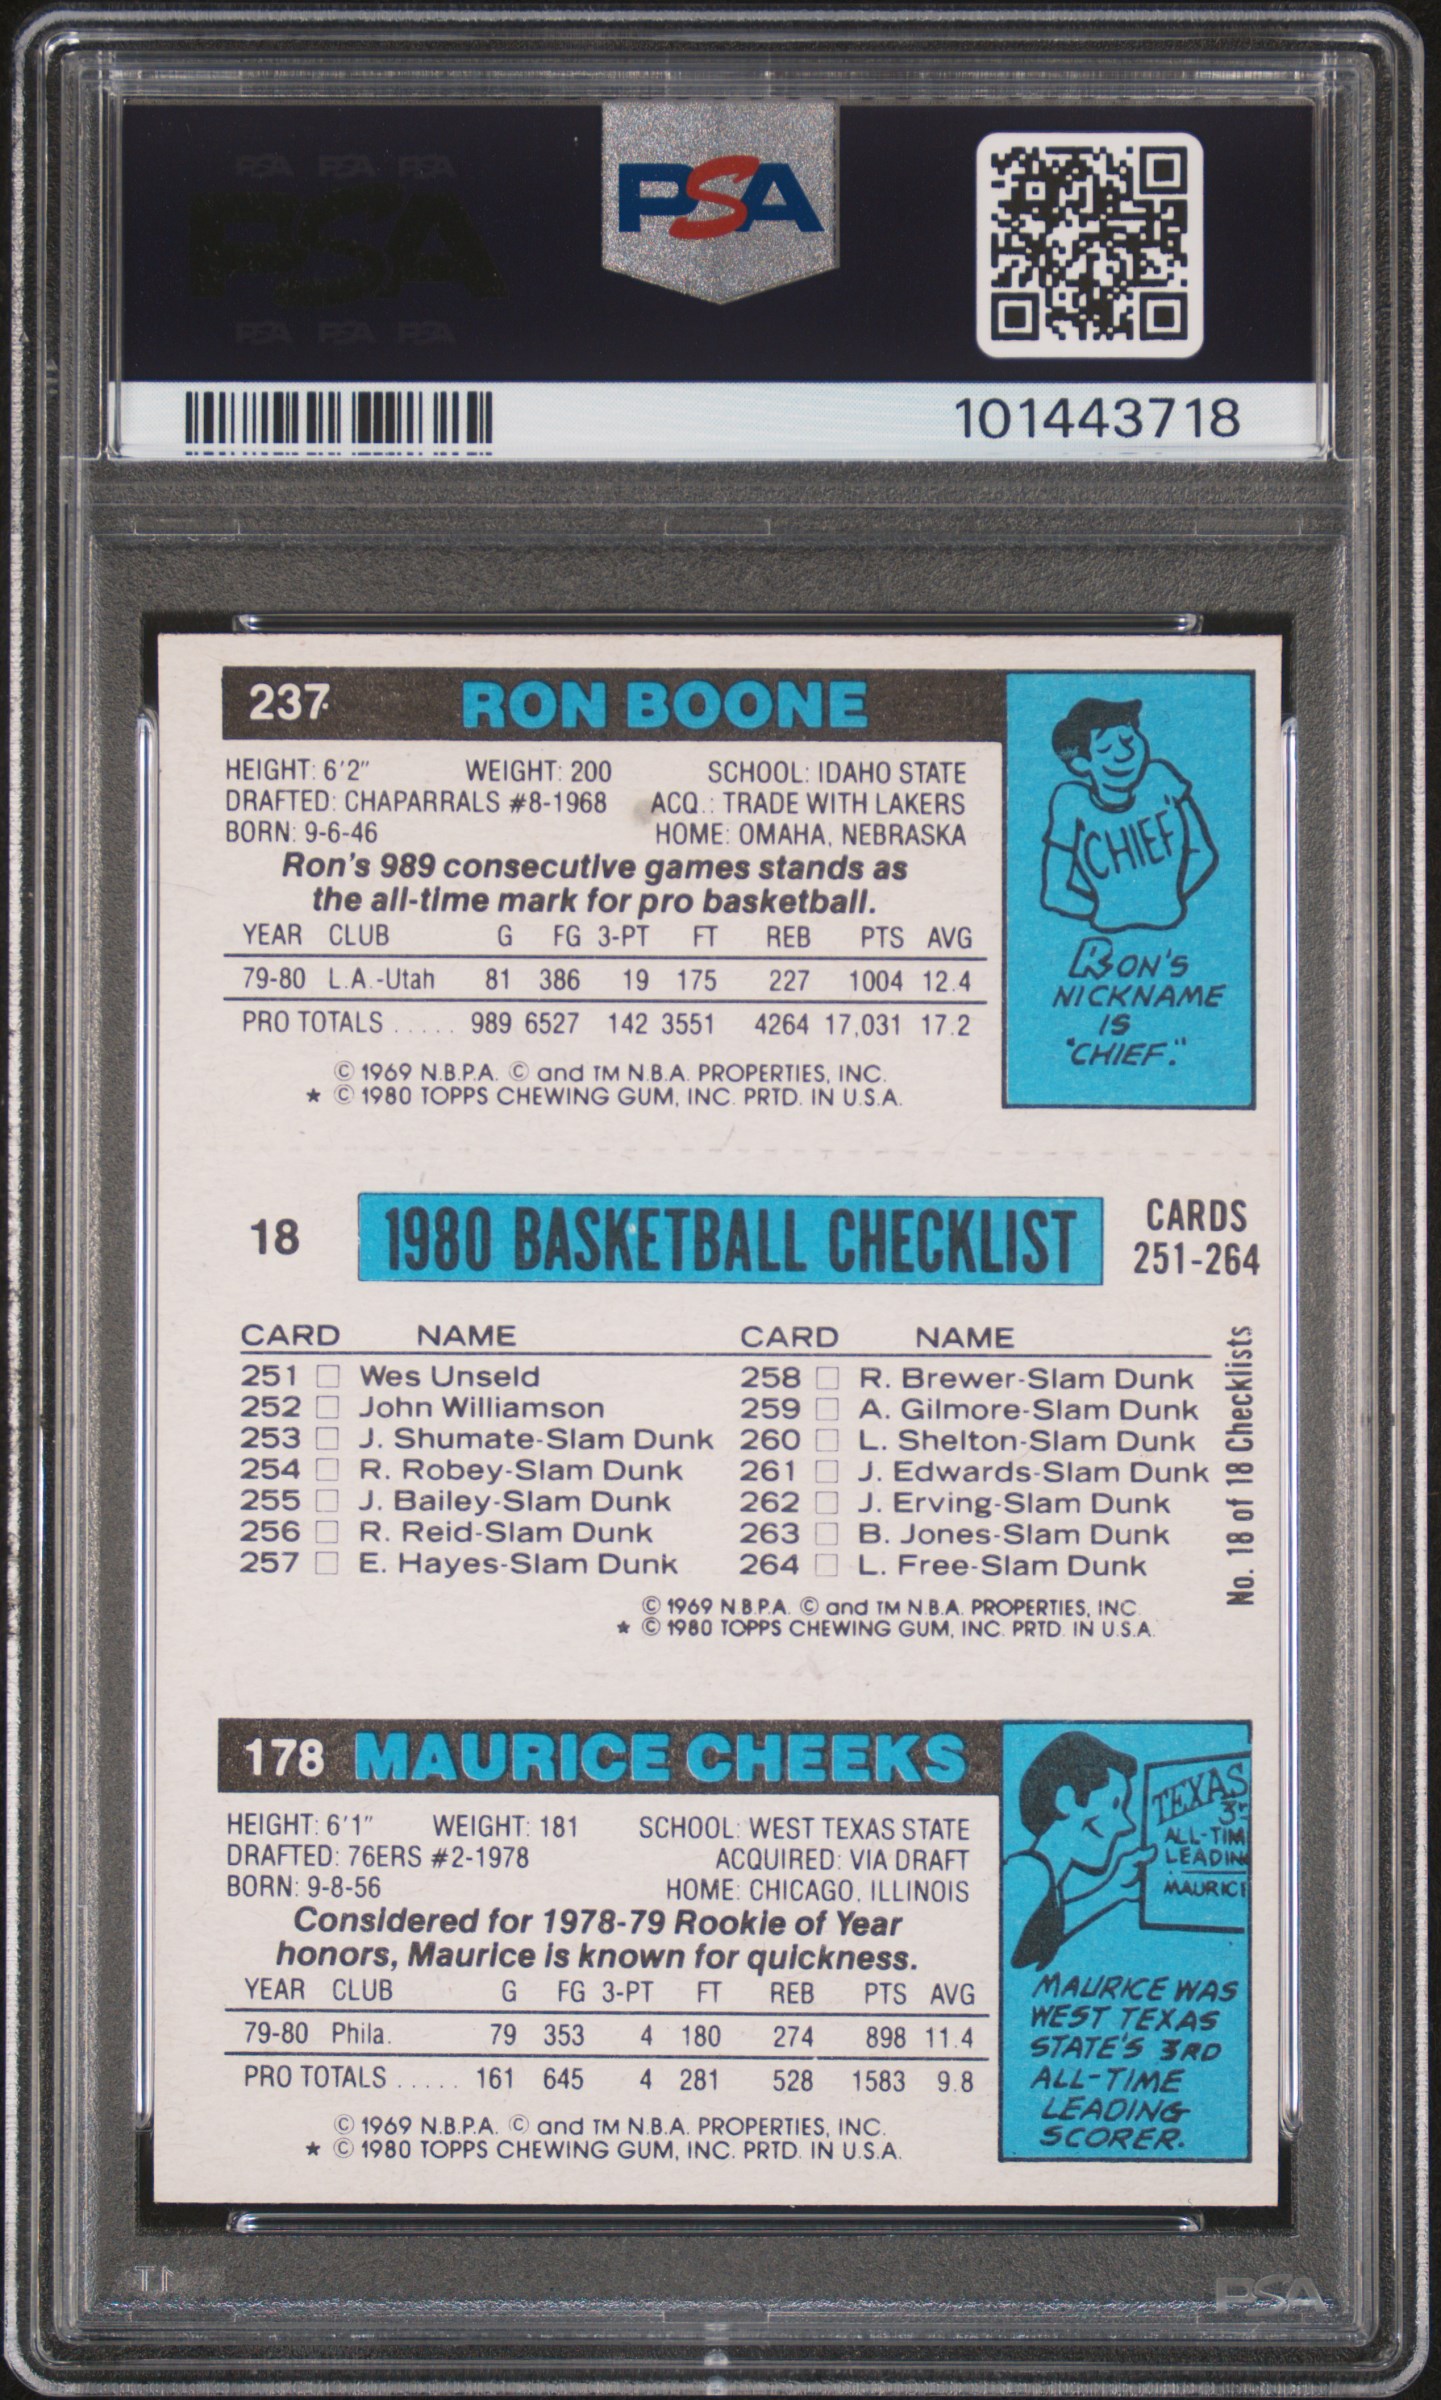 PSA PSA PSA
PSA
PSA PSA PSA
PSA
101443718
237 RON BOONE
HEIGHT: 6'2" WEIGHT: 200 SCHOOL: IDAHO STATE
DRAFTED: CHAPARRALS #8-1968 ACQ.: TRADE WITH LAKERS
BORN: 9-6-46 HOME: OMAHA, NEBRASKA
Ron's 989 consecutive games stands as
the all-time mark for pro basketball.
YEAR CLUB G FG 3-PT FT REB PTS AVG
79-80 L.A.-Utah 81 386 19 175 227 1004 12.4
PRO TOTALS ..... 989 6527 142 3551 4264 17,031 17.2
© 1969 N.B.P.A. © and TM N.B.A. PROPERTIES, INC.
* © 1980 TOPPS CHEWING GUM, INC. PRTD. IN U.S.A.
CHIEF
RON'S
NICKNAME
IS
"CHIEF."
18 1980 BASKETBALL CHECKLIST CARDS
251-264
CARD NAME CARD NAME
251 □ Wes Unseld 258 □ R. Brewer-Slam Dunk
252 □ John Williamson 259 □ A. Gilmore-Slam Dunk
253 □ J. Shumate-Slam Dunk 260 □ L. Shelton-Slam Dunk
254 □ R. Robey-Slam Dunk 261 □ J. Edwards-Slam Dunk
255 □ J. Bailey-Slam Dunk 262 □ J. Erving-Slam Dunk
256 □ R. Reid-Slam Dunk 263 □ B. Jones-Slam Dunk
257 □ E. Hayes-Slam Dunk 264 □ L. Free-Slam Dunk
No. 18 of 18 Checklists
© 1969 N.B.P.A. © and TM N.B.A. PROPERTIES, INC.
* © 1980 TOPPS CHEWING GUM, INC. PRTD. IN U.S.A.
178 MAURICE CHEEKS
HEIGHT: 6'1" WEIGHT: 181 SCHOOL: WEST TEXAS STATE
DRAFTED: 76ERS #2-1978 ACQUIRED: VIA DRAFT
BORN: 9-8-56 HOME: CHICAGO, ILLINOIS
Considered for 1978-79 Rookie of Year
honors, Maurice is known for quickness.
YEAR CLUB G FG 3-PT FT REB PTS AVG
79-80 Phila. 79 353 4 180 274 898 11.4
PRO TOTALS ..... 161 645 4 281 528 1583 9.8
© 1969 N.B.P.A. © and TM N.B.A. PROPERTIES, INC.
* © 1980 TOPPS CHEWING GUM, INC. PRTD. IN U.S.A.
TEXAS
ALL-TIM
LEADIN
MAURICE
MAURICE WAS
WEST TEXAS
STATE'S 3RD
ALL-TIME
LEADING
SCORER.
PSA